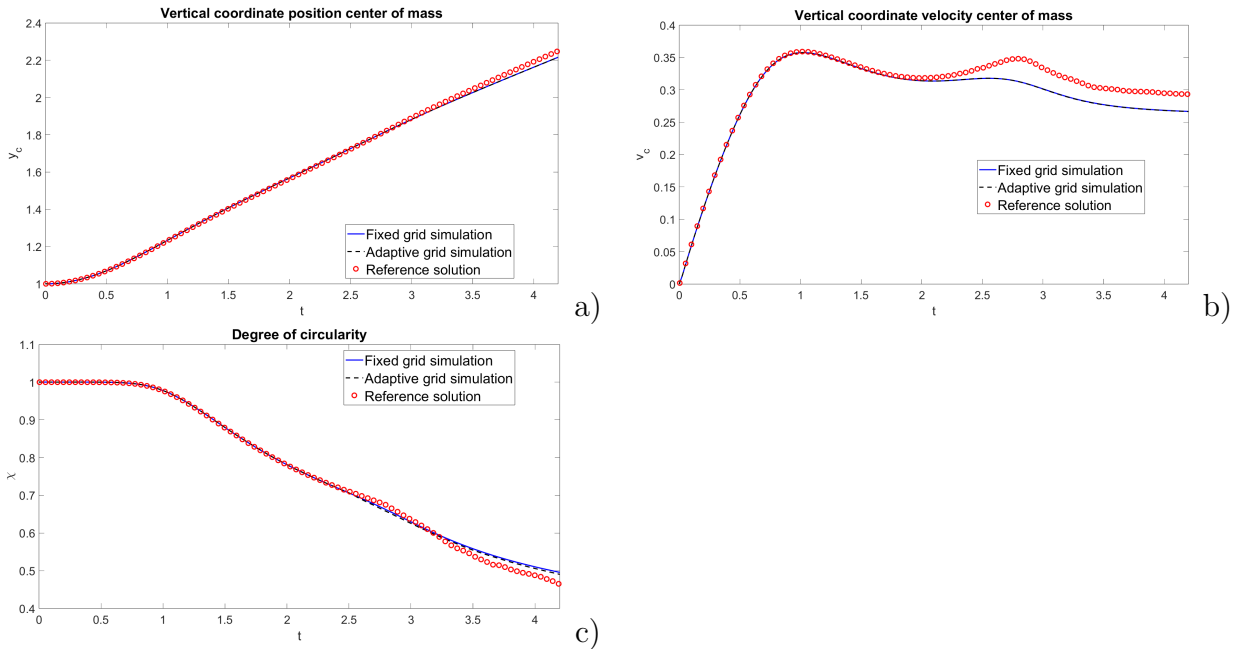 Vertical coordinate position center of mass
2.4
2.2
2
1.8
1.6
1.4
1.2
1
y_c
0 0.5 1 1.5 2 2.5 3 3.5 4
t
Fixed grid simulation
Adaptive grid simulation
Reference solution
a)
Vertical coordinate velocity center of mass
0.4
0.35
0.3
0.25
0.2
0.15
0.1
0.05
0
v_c
0 0.5 1 1.5 2 2.5 3 3.5 4
t
Fixed grid simulation
Adaptive grid simulation
Reference solution
b)
Degree of circularity
1.1
1
0.9
0.8
0.7
0.6
0.5
0.4
χ
0 0.5 1 1.5 2 2.5 3 3.5 4
t
Fixed grid simulation
Adaptive grid simulation
Reference solution
c)